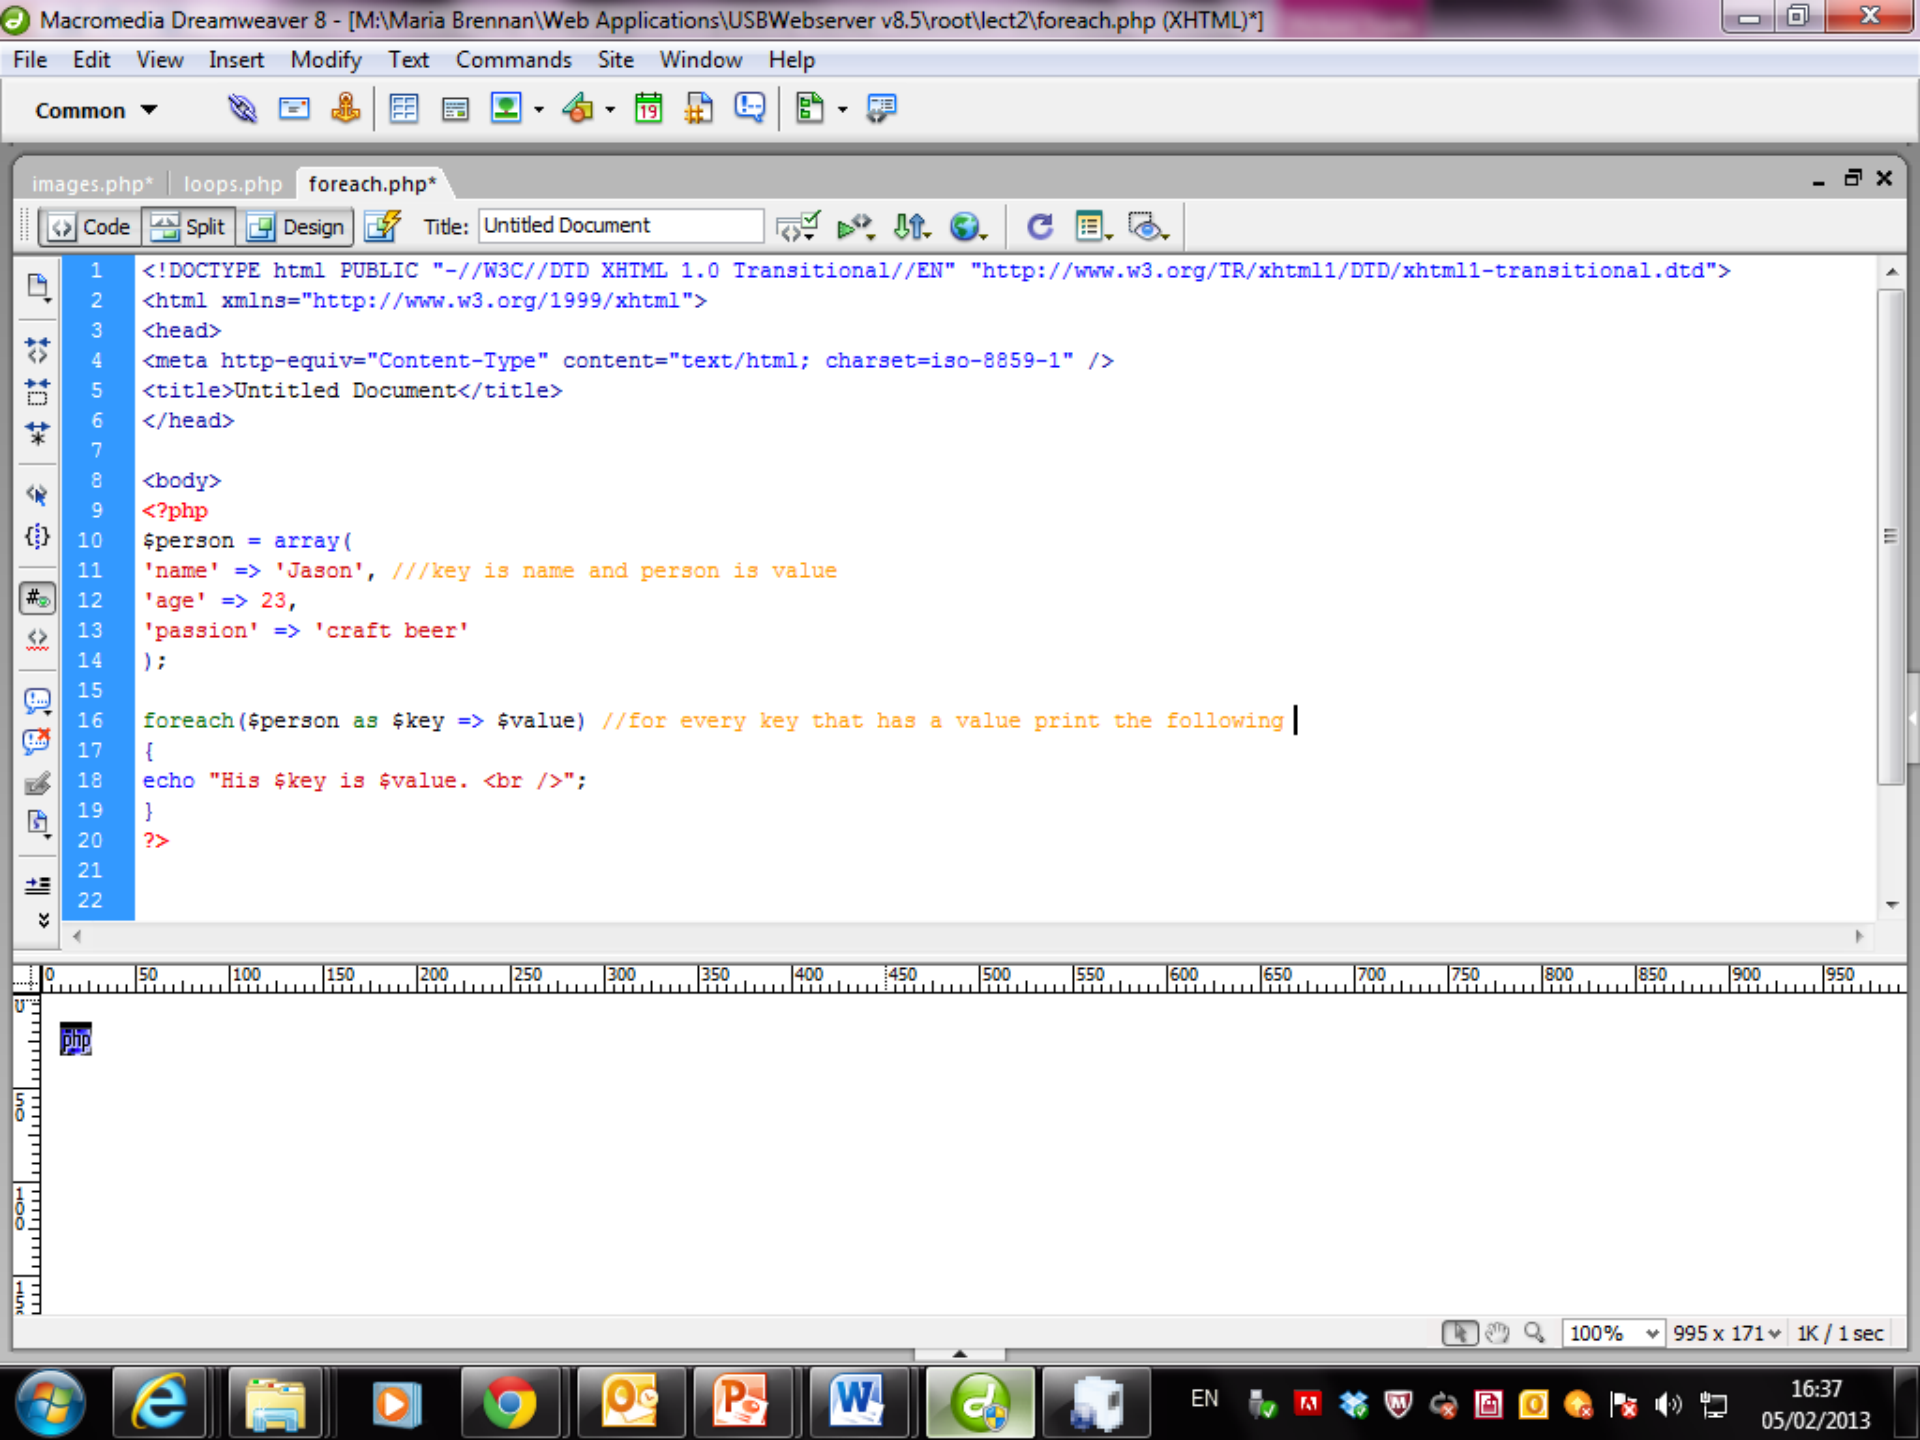 Macromedia Dreamweaver 8 - [M:\Maria Brennan\Web Applications\USBWebserver v8.5\root\lect2\foreach.php (XHTML)*]
File Edit View Insert Modify Text Commands Site Window Help
Common
19
images.php* loops.php foreach.php*
Code Split Design Title: Untitled Document
1 <!DOCTYPE html PUBLIC "-//W3C//DTD XHTML 1.0 Transitional//EN" "http://www.w3.org/TR/xhtml1/DTD/xhtml1-transitional.dtd">
2 <html xmlns="http://www.w3.org/1999/xhtml">
3 <head>
4 <meta http-equiv="Content-Type" content="text/html; charset=iso-8859-1" />
5 <title>Untitled Document</title>
6 </head>
7
8 <body>
9 <?php
10 $person = array(
11 'name' => 'Jason', ///key is name and person is value
12 'age' => 23,
13 'passion' => 'craft beer'
14 );
15
16 foreach($person as $key => $value) //for every key that has a value print the following
17 {
18 echo "His $key is $value. <br />";
19 }
20 ?>
21
22
0 50 100 150 200 250 300 350 400 450 500 550 600 650 700 750 800 850 900 950
0
php
50
100
100% 995 x 171 1K / 1 sec
EN
16:37
05/02/2013